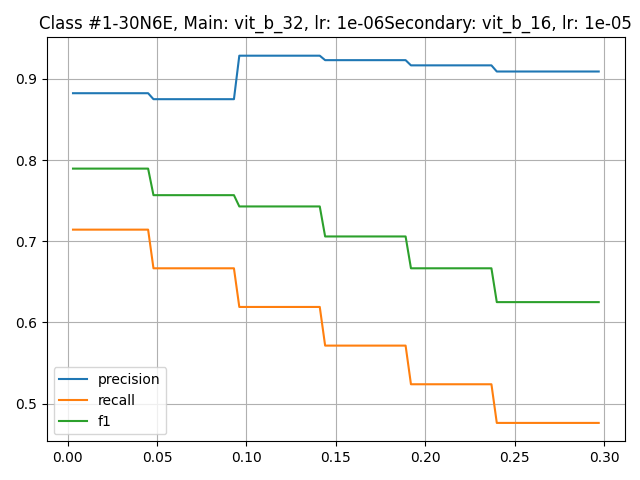 Class #1-30N6E, Main: vit_b_32, lr: 1e-06Secondary: vit_b_16, lr: 1e-05
0.9
0.8
0.7
0.6
0.5
precision
recall
f1
0.00 0.05 0.10 0.15 0.20 0.25 0.30